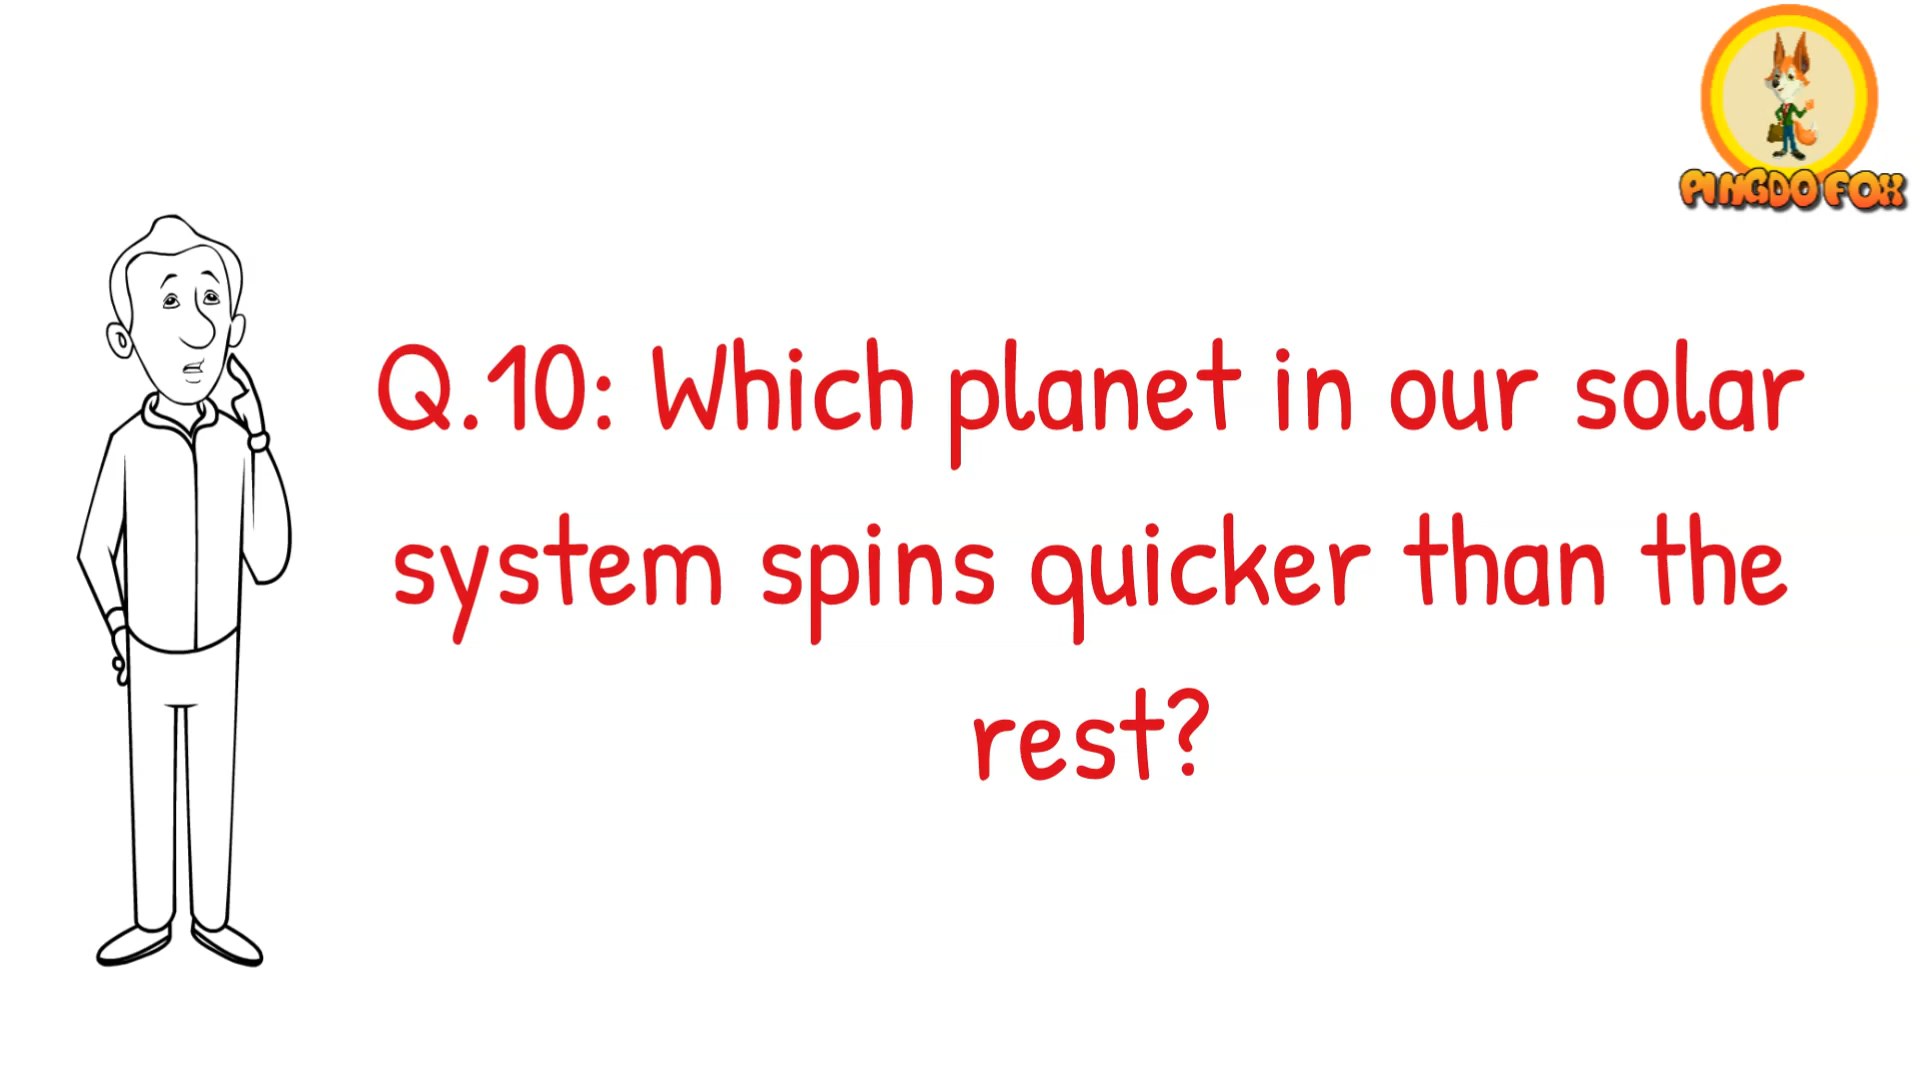 PINGDO FOX
Q.10: Which planet in our solar
system spins quicker than the
rest?